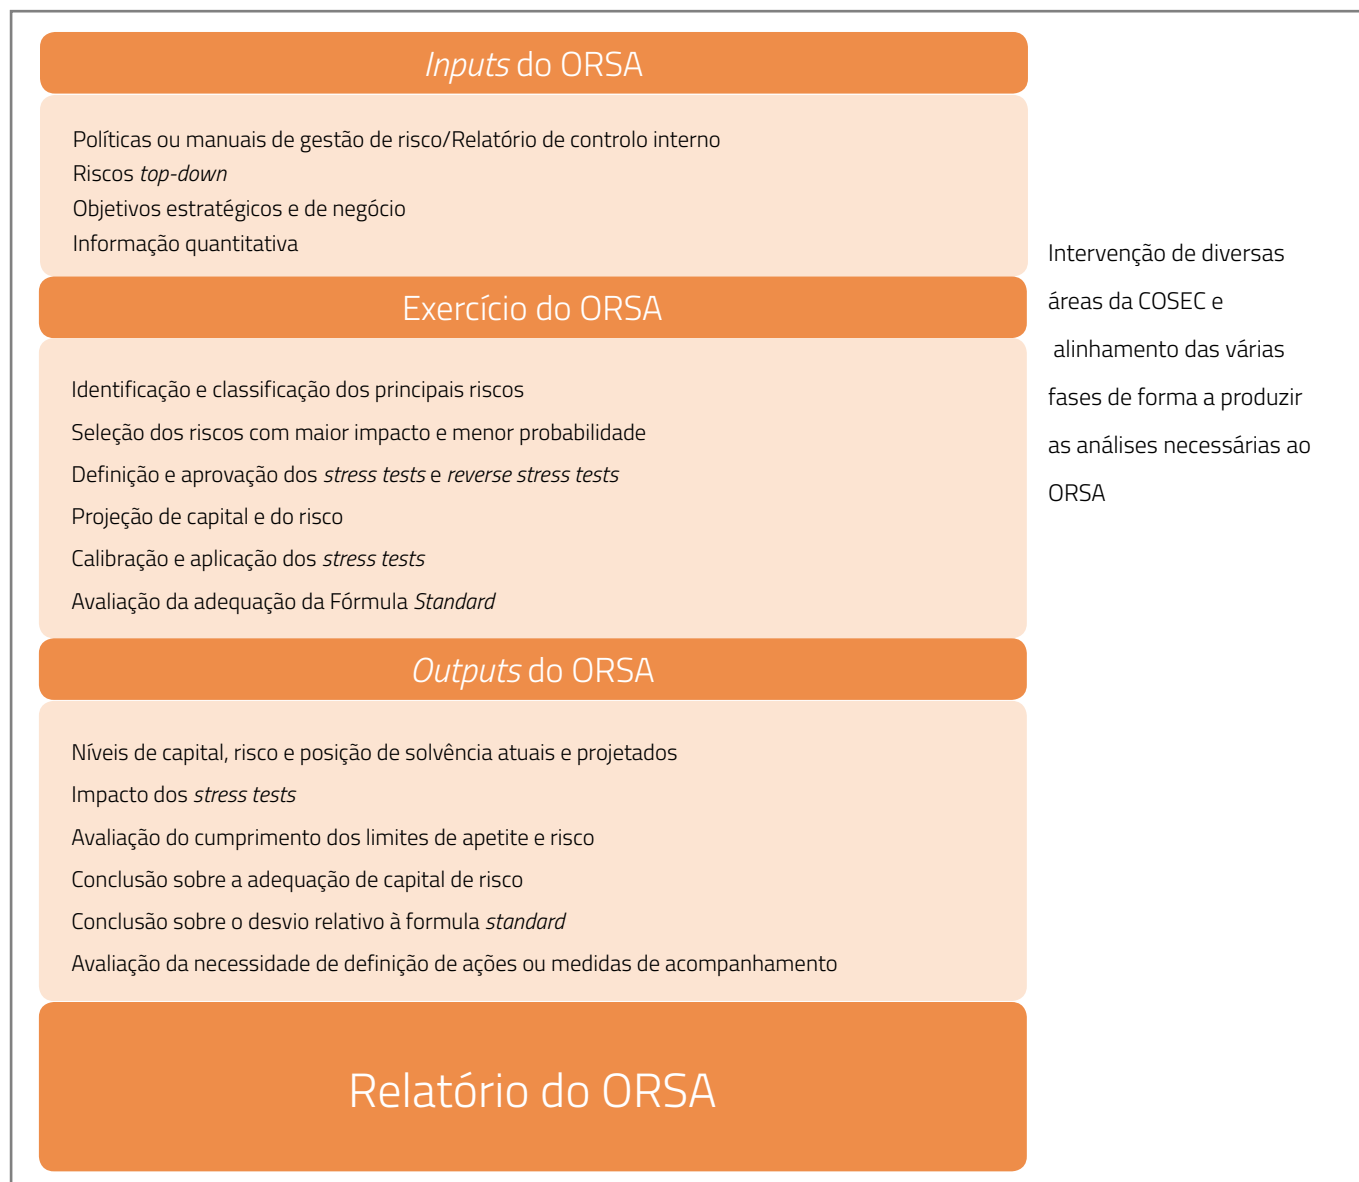 Inputs do ORSA
Políticas ou manuais de gestão de risco/Relatório de controlo interno
Riscos top-down
Objetivos estratégicos e de negócio
Informação quantitativa
Exercício do ORSA
Identificação e classificação dos principais riscos
Seleção dos riscos com maior impacto e menor probabilidade
Definição e aprovação dos stress tests e reverse stress tests
Projeção de capital e do risco
Calibração e aplicação dos stress tests
Avaliação da adequação da Fórmula Standard
Outputs do ORSA
Níveis de capital, risco e posição de solvência atuais e projetados
Impacto dos stress tests
Avaliação do cumprimento dos limites de apetite e risco
Conclusão sobre a adequação de capital de risco
Conclusão sobre o desvio relativo à formula standard
Avaliação da necessidade de definição de ações ou medidas de acompanhamento
Relatório do ORSA
Intervenção de diversas
áreas da COSEC e
alinhamento das várias
fases de forma a produzir
as análises necessárias ao
ORSA